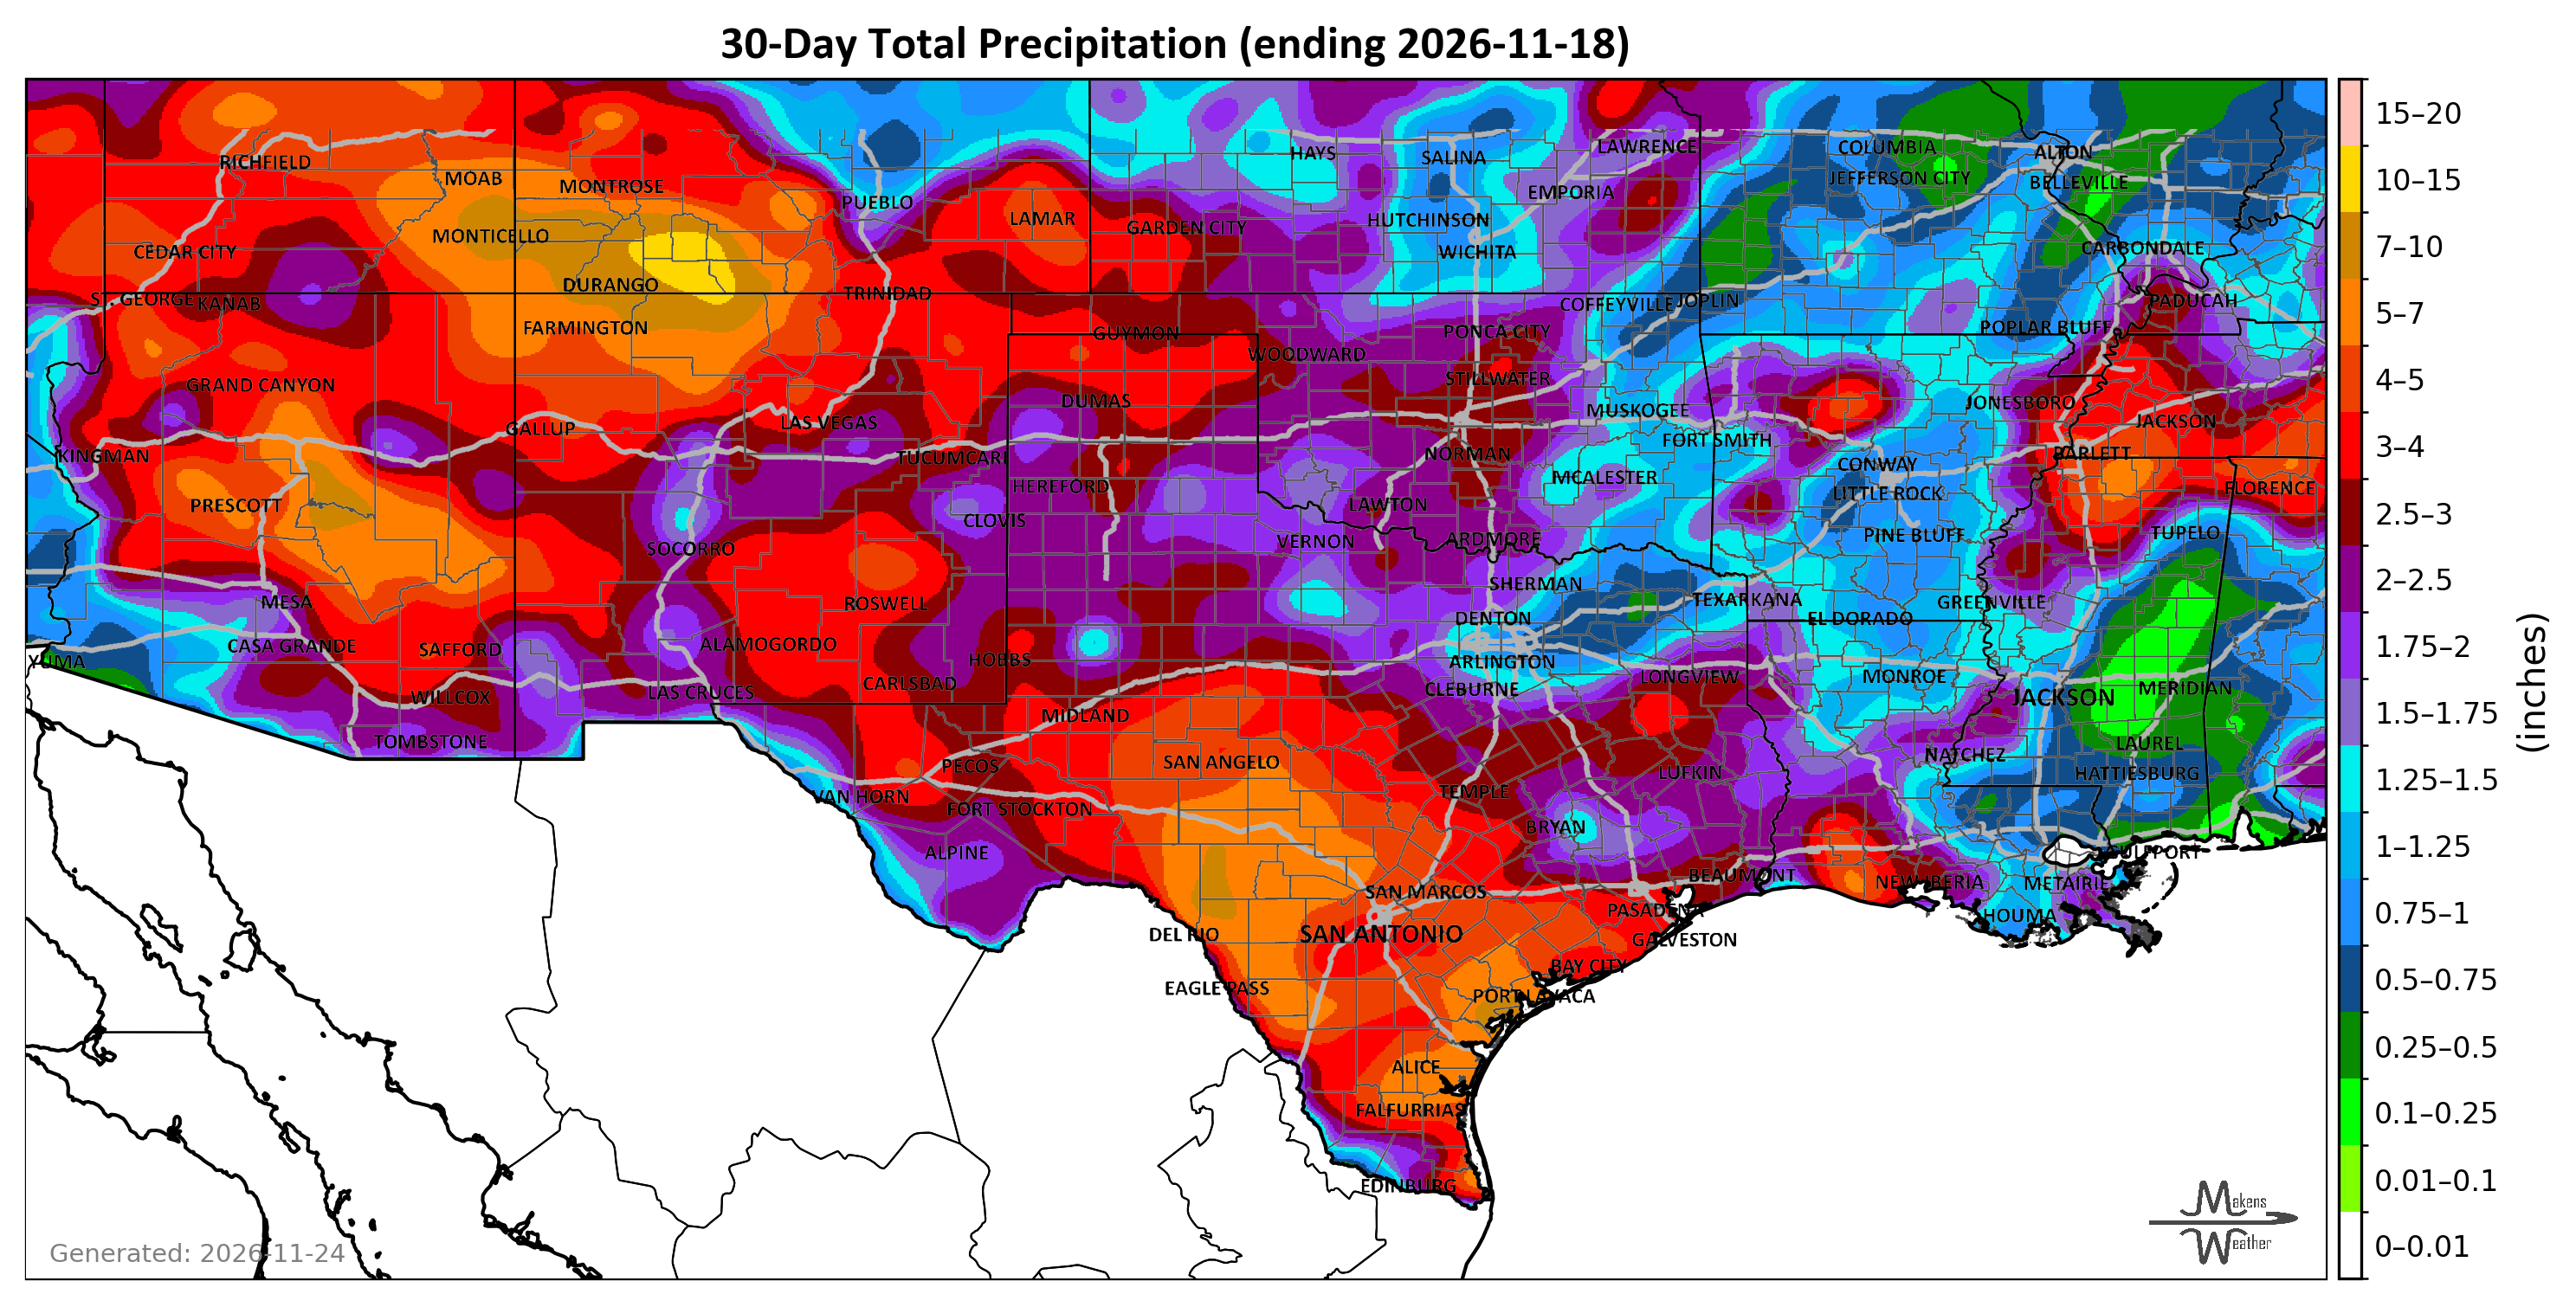 30-Day Total Precipitation (ending 2026-11-18)
RICHFIELD
MOAB
MONTROSE
PUEBLO
LAMAR
GARDEN CITY
HAYS
SALINA
LAWRENCE
EMPORIA
HUTCHINSON
WICHITA
COLUMBIA
JEFFERSON CITY
ALTON
BELLEVILLE
CARBONDALE
CEDAR CITY
MONTICELLO
DURANGO
ST. GEORGE
KANAB
TRINIDAD
COFFEYVILLE
JOPLIN
PADUCAH
FARMINGTON
GUYMON
PONCA CITY
POPLAR BLUFF
WOODWARD
GRAND CANYON
STILLWATER
DUMAS
MUSKOGEE
JONESBORO
JACKSON
GALLUP
LAS VEGAS
FORT SMITH
KINGMAN
TUCUMCARI
NORMAN
BARLETT
CONWAY
MCALESTER
HEREFORD
LITTLE ROCK
FLORENCE
PRESCOTT
LAWTON
CLOVIS
VERNON
ARDMORE
PINE BLUFF
TUPELO
SOCORRO
SHERMAN
MESA
ROSWELL
DENTON
TEXARKANA
GREENVILLE
EL DORADO
CASA GRANDE
SAFFORD
ALAMOGORDO
HOBBS
ARLINGTON
YUMA
CARLSBAD
CLEBURNE
LONGVIEW
MONROE
WILLCOX
LAS CRUCES
JACKSON
MERIDIAN
MIDLAND
TOMBSTONE
SAN ANGELO
PECOS
NATCHEZ
LAUREL
HATTIESBURG
LUFKIN
VAN HORN
FORT STOCKTON
TEMPLE
BRYAN
ALPINE
GULFPORT
SAN MARCOS
BEAUMONT
NEW IBERIA
METAIRIE
PASADENA
HOUMA
DEL RIO
SAN ANTONIO
GALVESTON
BAY CITY
EAGLE PASS
PORT LAVACA
ALICE
FALFURRIAS
EDINBURG
15–20
10–15
7–10
5–7
4–5
3–4
2.5–3
2–2.5
1.75–2
1.5–1.75
1.25–1.5
1–1.25
0.75–1
0.5–0.75
0.25–0.5
0.1–0.25
0.01–0.1
0–0.01
(inches)
Generated: 2026-11-24
Makens
Weather